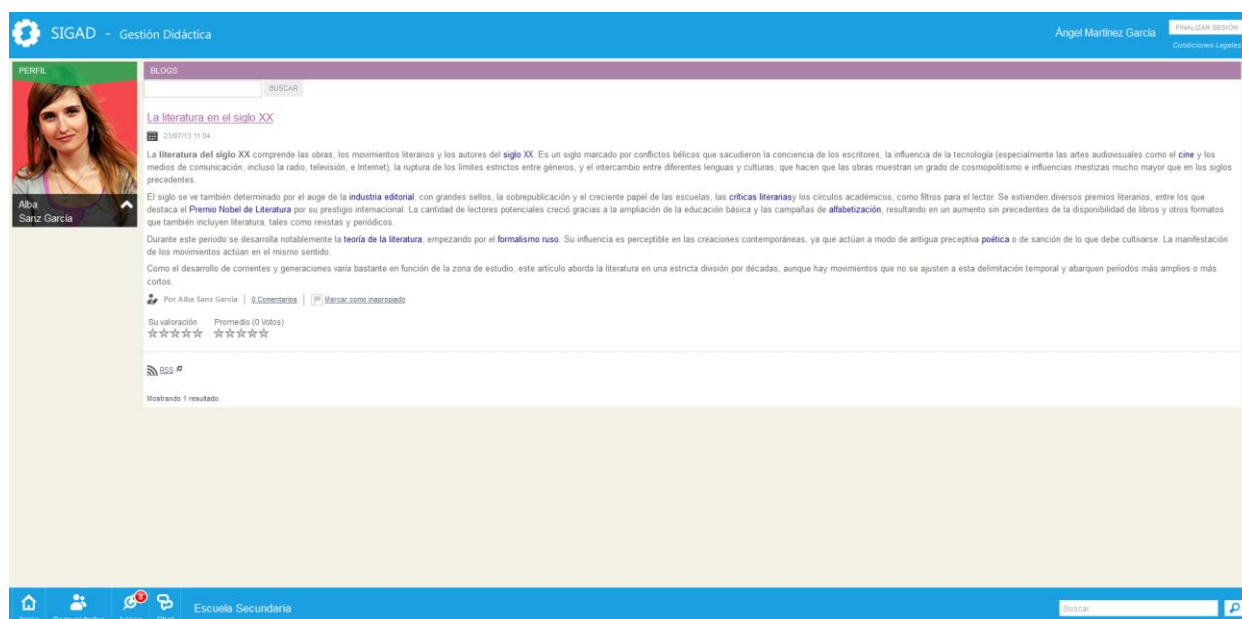 SIGAD - Gestión Didáctica
Ángel Martínez García
FINALIZAR SESIÓN
Condiciones Legales
PERFIL
BLOGS
BUSCAR
La literatura en el siglo XX
21/07/13 11:04
La literatura del siglo XX comprende las obras, los movimientos literarios y los autores del siglo XX. Es un siglo marcado por conflictos bélicos que sacudieron la conciencia de los escritores, la influencia de la tecnología (especialmente las artes audiovisuales como el cine y los
medios de comunicación, incluso la radio, televisión, e Internet), la ruptura de los límites estrictos entre géneros, y el intercambio entre diferentes lenguas y culturas, que hacen que las obras muestran un grado de cosmopolitismo e influencias mestizas mucho mayor que en los siglos
precedentes.
El siglo se ve también determinado por el auge de la industria editorial, con grandes sellos, la sobrepublicación y el creciente papel de las escuelas, las críticas literariasy los círculos académicos, como filtros para el lector. Se extienden diversos premios literarios, entre los que
destaca el Premio Nobel de Literatura por su prestigio internacional. La cantidad de lectores potenciales creció gracias a la ampliación de la educación básica y las campañas de alfabetización, resultando en un aumento sin precedentes de la disponibilidad de libros y otros formatos
que también incluyen literatura, tales como revistas y periódicos.
Durante este periodo se desarrolla notablemente la teoría de la literatura, empezando por el formalismo ruso. Su influencia es perceptible en las creaciones contemporáneas, ya que actúan a modo de antigua preceptiva poética o de sanción de lo que debe cultivarse. La manifestación
de los movimientos actúan en el mismo sentido.
Como el desarrollo de corrientes y generaciones varía bastante en función de la zona de estudio, este artículo aborda la literatura en una estricta división por décadas, aunque hay movimientos que no se ajusten a esta delimitación temporal y abarquen períodos más amplios o más
cortos.
Por Alba Sanz García | 0 Comentarios | Marcar como inapropiado
Su valoración Promedio (0 Votos)
RSS
Mostrando 1 resultado.
Alba
Sanz García
Escuela Secundaria
Buscar